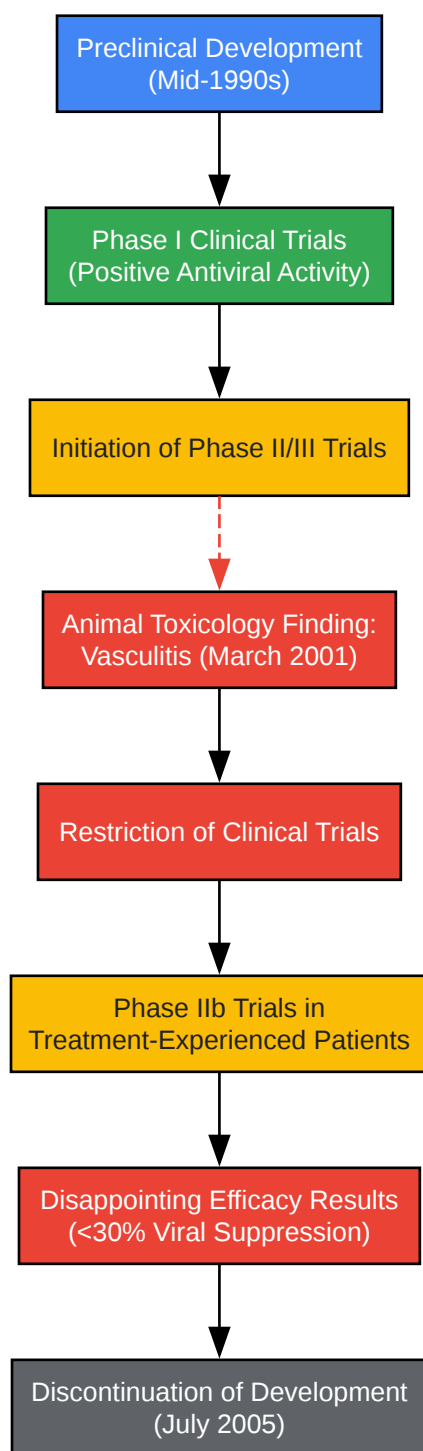 Preclinical Development
(Mid-1990s)
Phase I Clinical Trials
(Positive Antiviral Activity)
Initiation of Phase II/III Trials
Animal Toxicology Finding:
Vasculitis (March 2001)
Restriction of Clinical Trials
Phase IIb Trials in
Treatment-Experienced Patients
Disappointing Efficacy Results
(<30% Viral Suppression)
Discontinuation of Development
(July 2005)